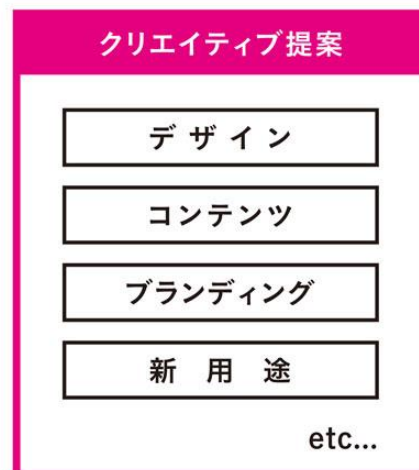 クリエイティブ提案
デザイン
コンテンツ
ブランディング
新用途
etc...